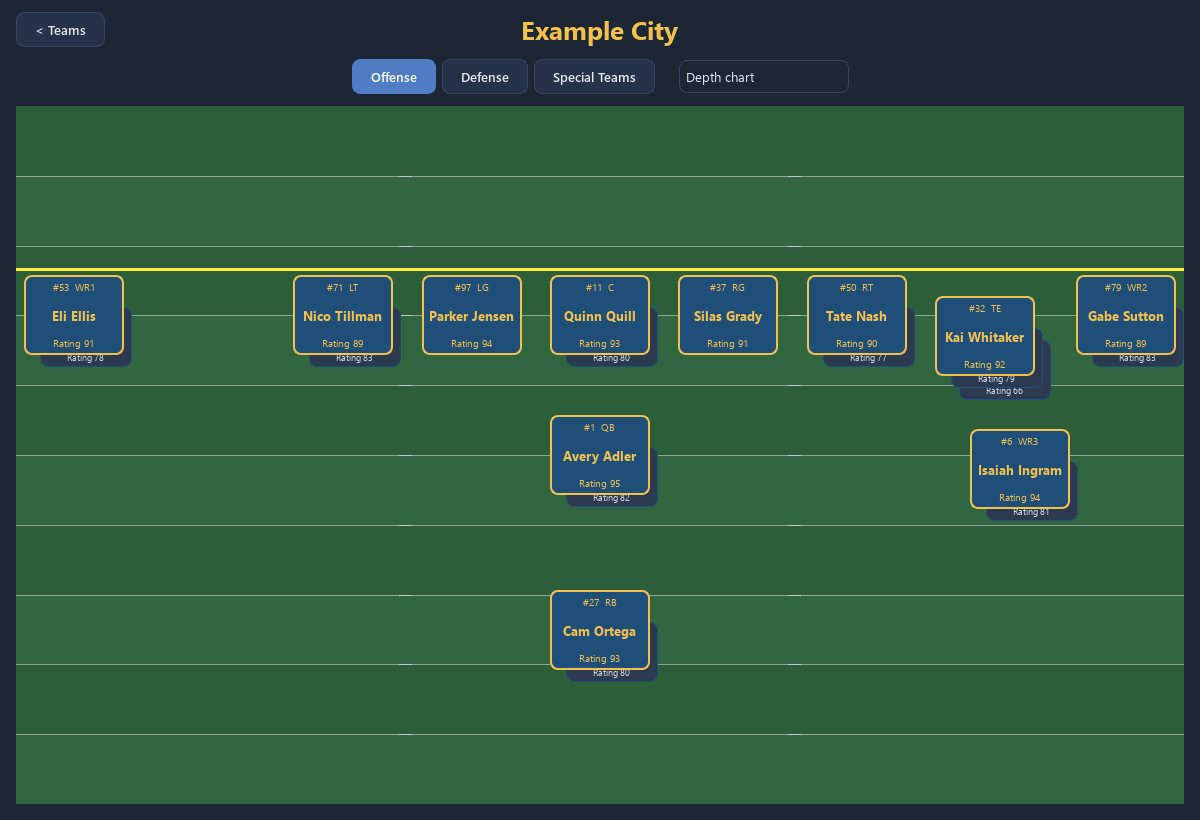 < Teams
Example City
Offense
Defense
Special Teams
Depth chart
#53 WR1
Eli Ellis
Rating 91
Rating 78
#71 LT
Nico Tillman
Rating 89
Rating 83
#97 LG
Parker Jensen
Rating 94
#11 C
Quinn Quill
Rating 93
Rating 80
#37 RG
Silas Grady
Rating 91
#50 RT
Tate Nash
Rating 90
Rating 77
#32 TE
Kai Whitaker
Rating 92
Rating 79
Rating 66
#79 WR2
Gabe Sutton
Rating 89
Rating 83
#1 QB
Avery Adler
Rating 95
Rating 82
#6 WR3
Isaiah Ingram
Rating 94
Rating 81
#27 RB
Cam Ortega
Rating 93
Rating 80